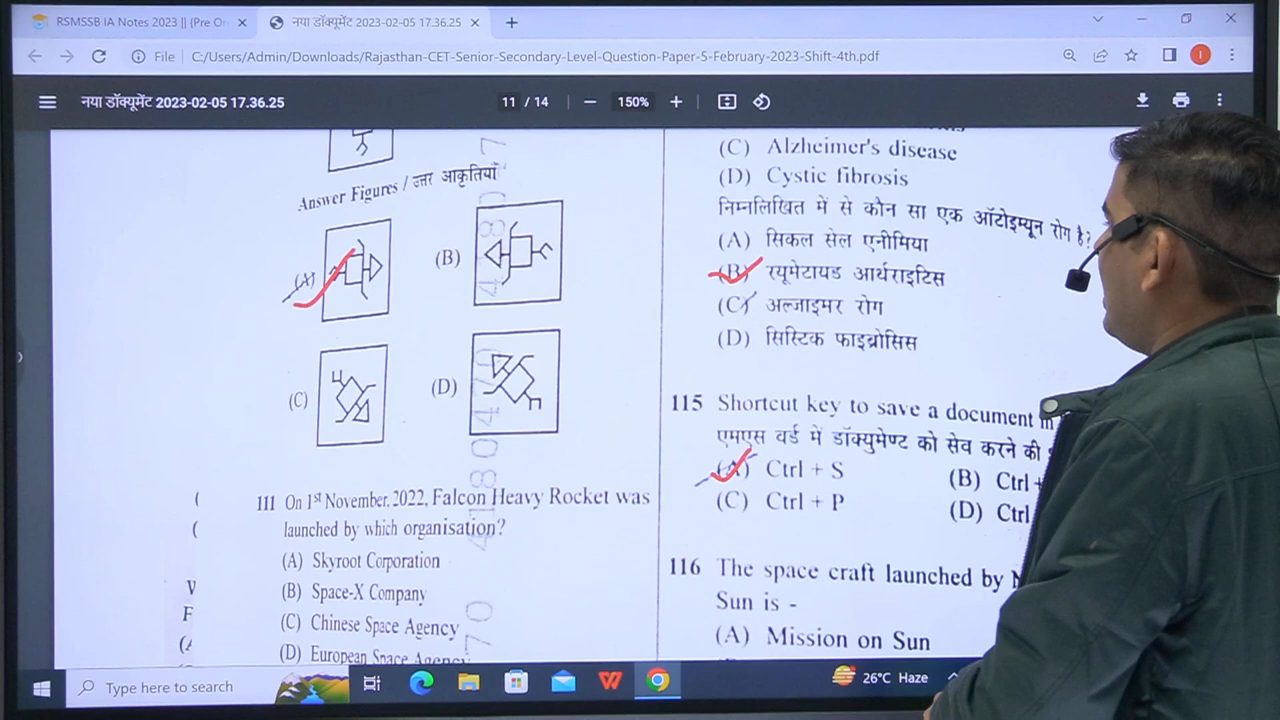 RSMSSB IA Notes 2023 || (Pre O
नया डॉक्यूमेंट 2023-02-05 17.36.25
File
C:/Users/Admin/Downloads/Rajasthan-CET-Senior-Secondary-Level-Question-Paper-5-February-2023-Shift-4th.pdf
नया डॉक्यूमेंट 2023-02-05 17.36.25
11 / 14
150%
Answer Figures / उत्तर आकृतियाँ
(A)
(B)
(C)
(D)
111 On 1st November, 2022, Falcon Heavy Rocket was
launched by which organisation?
(A) Skyroot Corporation
(B) Space-X Company
(C) Chinese Space Agency
(D) European Space Agency
(C) Alzheimer's disease
(D) Cystic fibrosis
निम्नलिखित में से कौन सा एक ऑटोइम्यून रोग है?
(A) सिकल सेल एनीमिया
(B) रयूमेटायड आर्थराइटिस
(C) अल्जाइमर रोग
(D) सिस्टिक फाइब्रोसिस
115 Shortcut key to save a document
एमएस वर्ड में डॉक्युमेण्ट को सेव करने की
(A) Ctrl + S
(B) Ctrl +
(C) Ctrl + P
(D) Ctrl
116 The space craft launched by
Sun is -
(A) Mission on Sun
Type here to search
26°C Haze